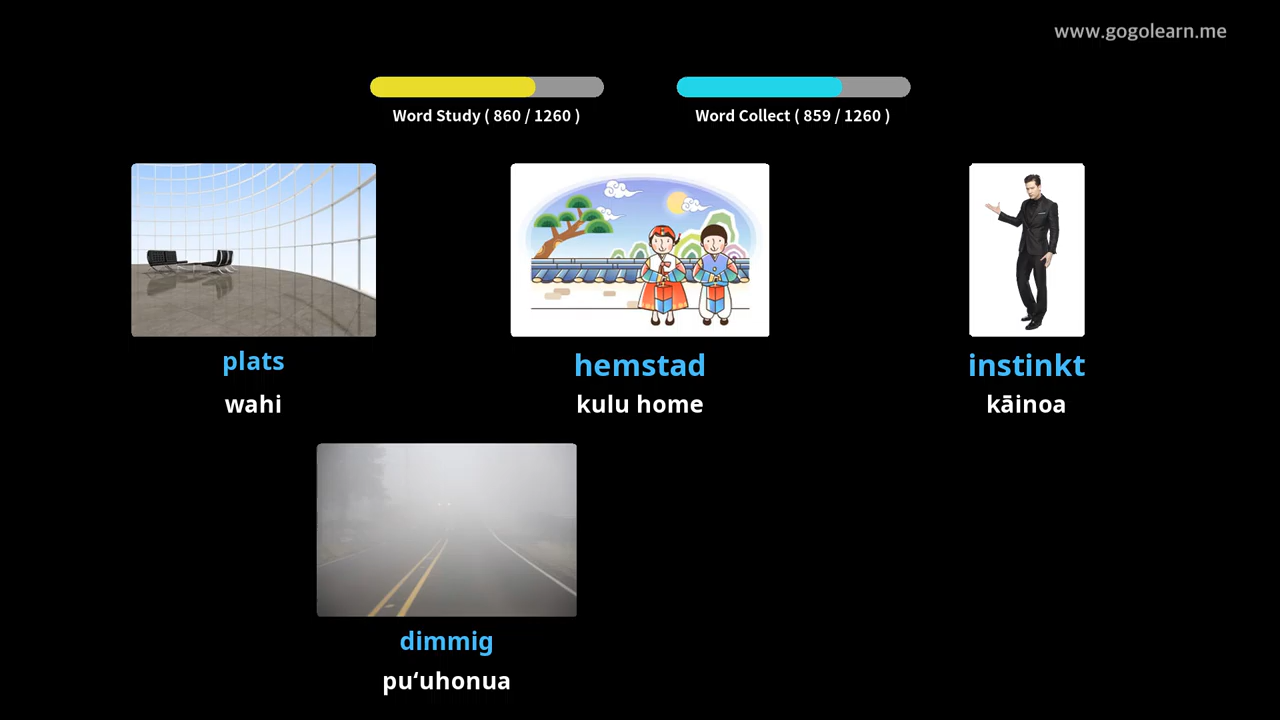 www.gogolearn.me
Word Study ( 860 / 1260 )
Word Collect ( 859 / 1260 )
plats
wahi
hemstad
kulu home
instinkt
kāinoa
dimmig
puʻuhonua